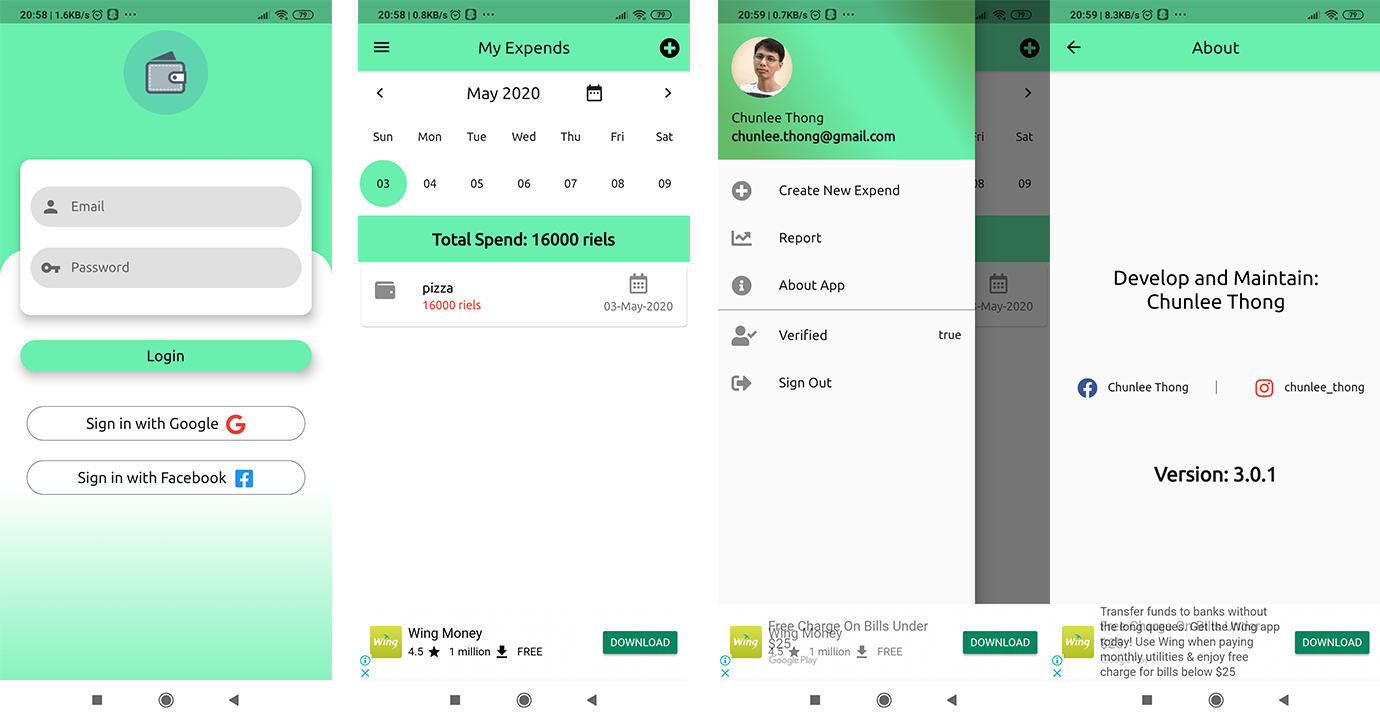 20:58 | 1.6KB/s ··· 79
Email
Password
Login
Sign in with Google
Sign in with Facebook
20:58 | 0.8KB/s ··· 79
My Expends
May 2020
Sun Mon Tue Wed Thu Fri Sat
03 04 05 06 07 08 09
Total Spend: 16000 riels
pizza
16000 riels
03-May-2020
Wing
Wing Money
4.5 1 million FREE
DOWNLOAD
20:59 | 0.7KB/s ··· 79
Chunlee Thong
chunlee.thong@gmail.com
Create New Expend
Report
About App
Verified true
Sign Out
Fri Sat
08 09
-May-2020
Wing
Free Charge On Bills Under
$25
Wing Money
4.5 1 million FREE
Google Play
DOWNLOAD
20:59 | 8.3KB/s ··· 79
About
Develop and Maintain:
Chunlee Thong
Chunlee Thong | chunlee_thong
Version: 3.0.1
Wing
Transfer funds to banks without
the long queues. Get the Wing app
today! Use Wing when paying
monthly utilities & enjoy free
charge for bills below $25
DOWNLOAD